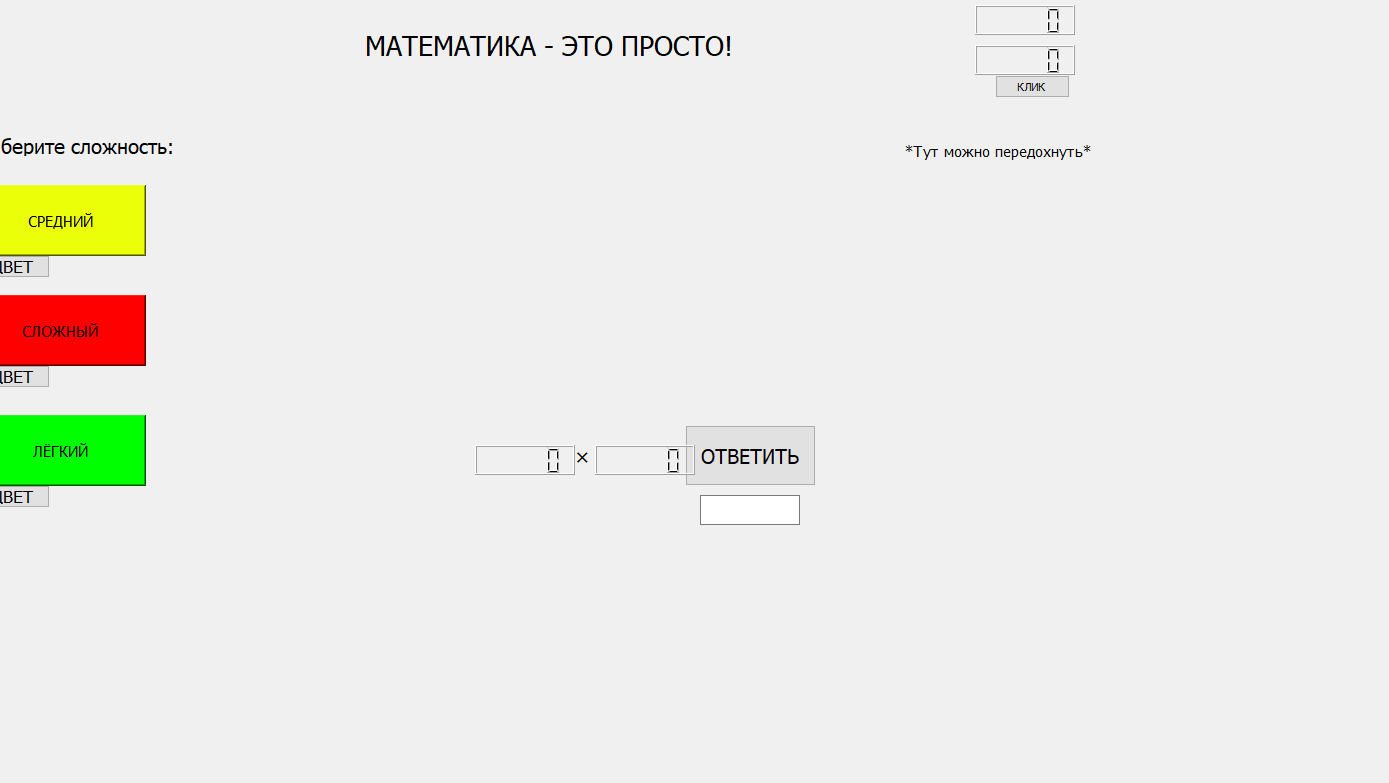 МАТЕМАТИКА - ЭТО ПРОСТО!
0
0
КЛИК
берите сложность:
*Тут можно передохнуть*
СРЕДНИЙ
ЦВЕТ
СЛОЖНЫЙ
ЦВЕТ
ЛЁГКИЙ
ЦВЕТ
0 × 0 ОТВЕТИТЬ